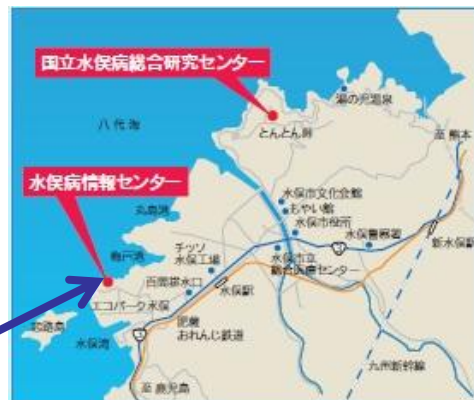 国立水俣病総合研究センター
湯の児温泉
とんとん峠
八代海
至 熊本
水俣病情報センター
水俣市文化会館
もやい館
水俣市役所
丸島港
水俣警察署
新水俣駅
梅戸港
チッソ
水俣工場
3
水俣市立
総合医療センター
百間排水口
水俣駅
エコパーク水俣
肥薩
おれんじ鉄道
水俣湾
3
九州新幹線
至 鹿児島